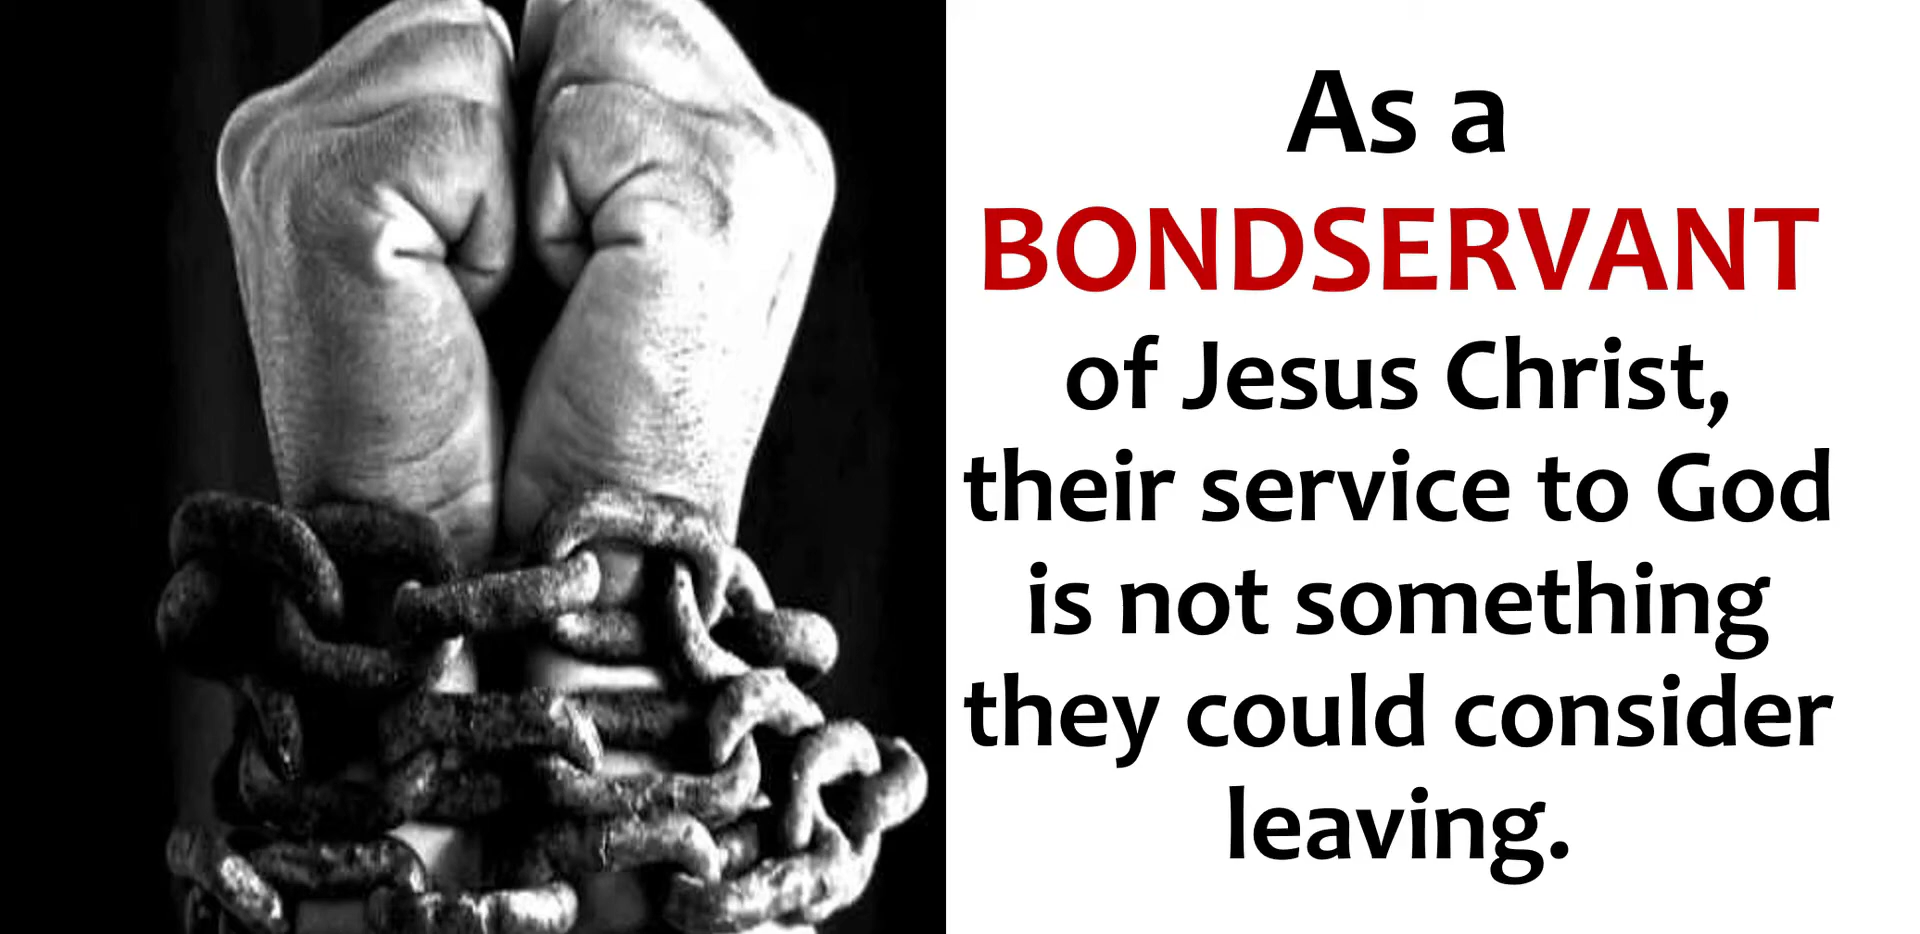 As a
BONDSERVANT
of Jesus Christ,
their service to God
is not something
they could consider
leaving.